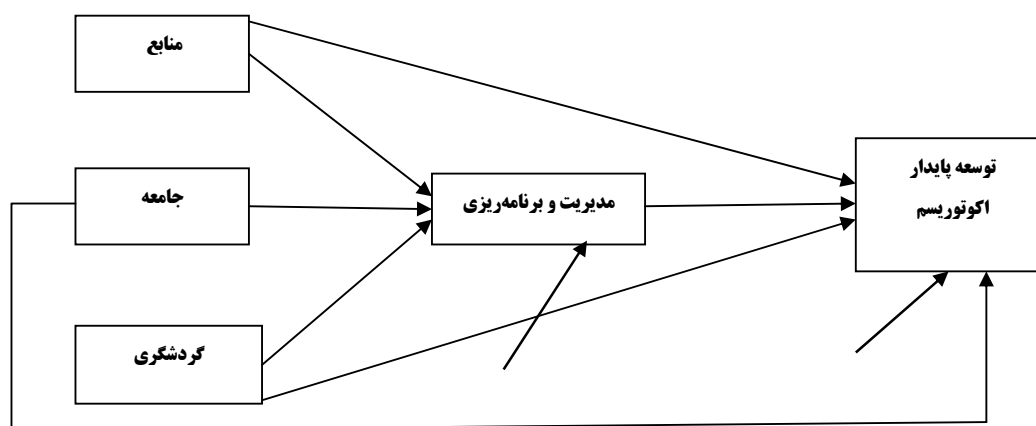 منابع
جامعه
گردشگری
مدیریت و برنامه‌ریزی
توسعه پایدار
اکوتوریسم